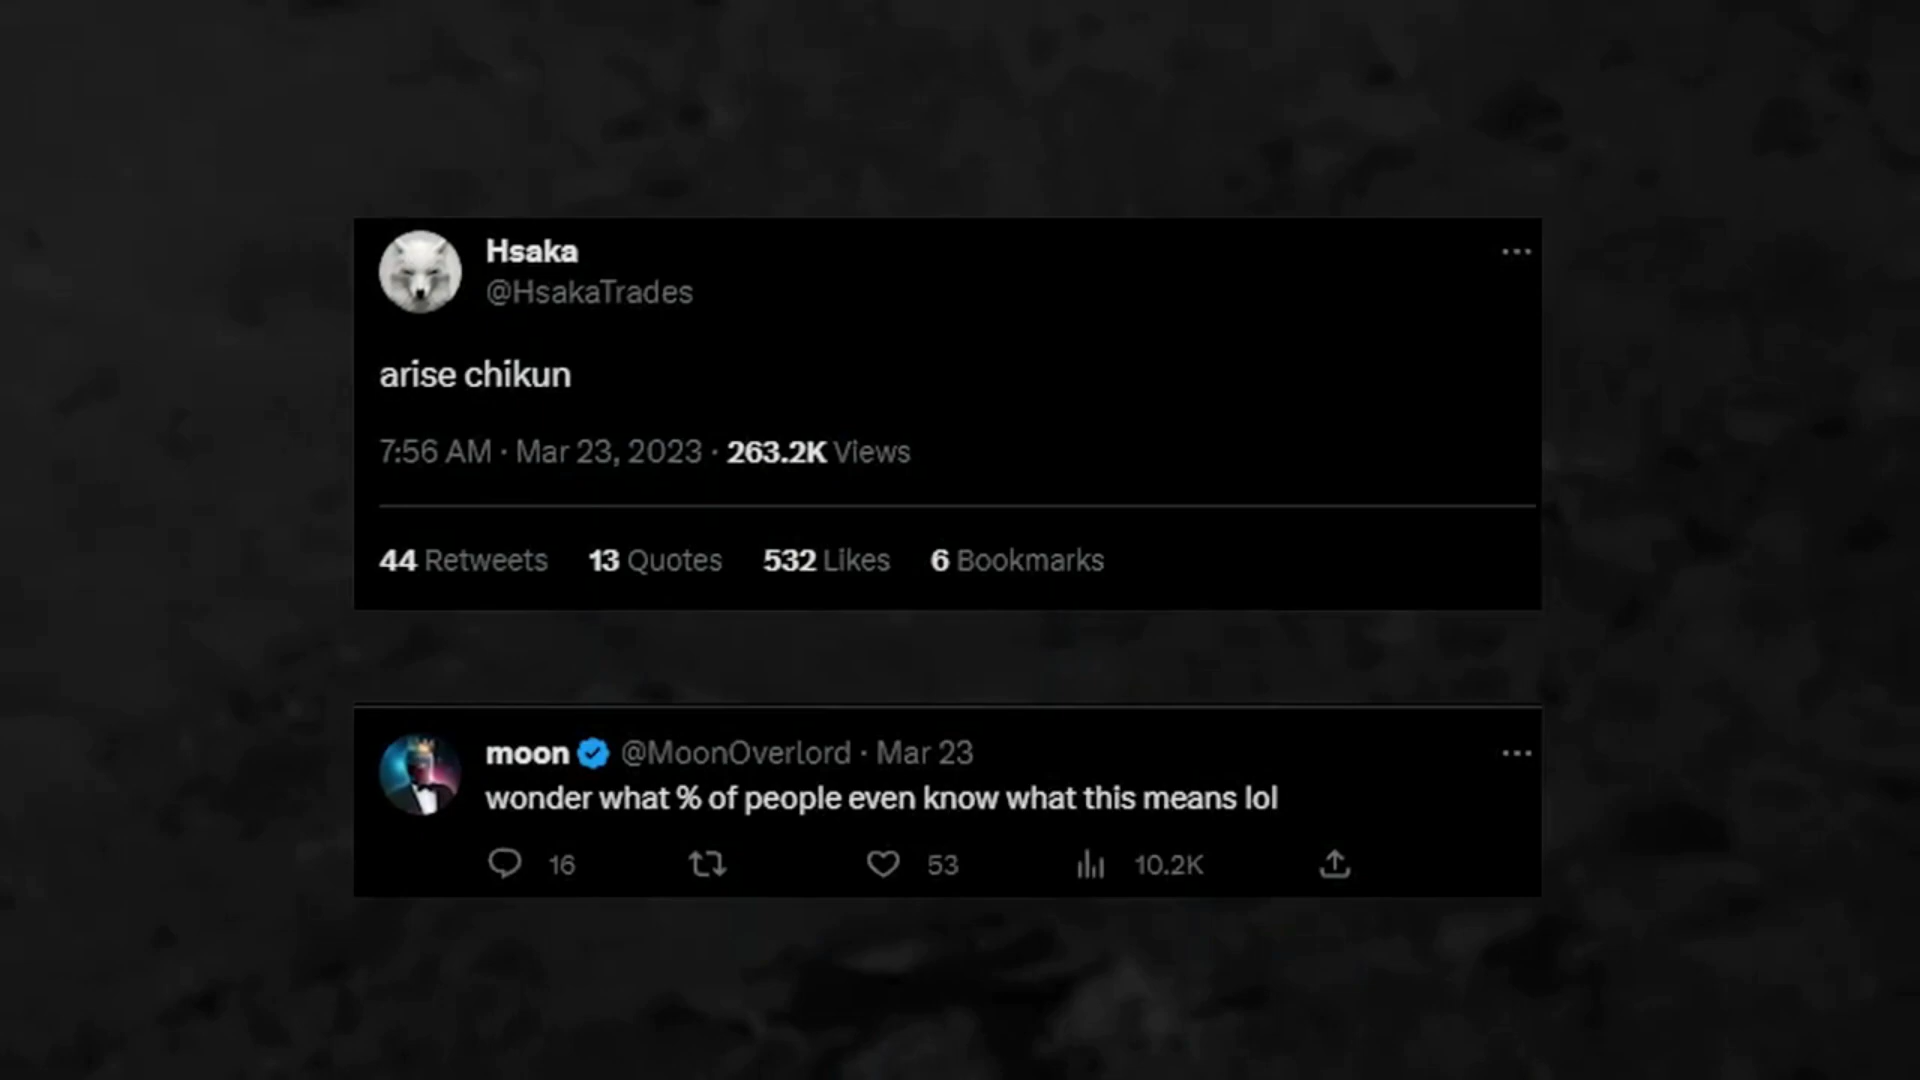 Hsaka
@HsakaTrades
arise chikun
7:56 AM · Mar 23, 2023 · 263.2K Views
44 Retweets 13 Quotes 532 Likes 6 Bookmarks
moon @MoonOverlord · Mar 23
wonder what % of people even know what this means lol
16 53 10.2K